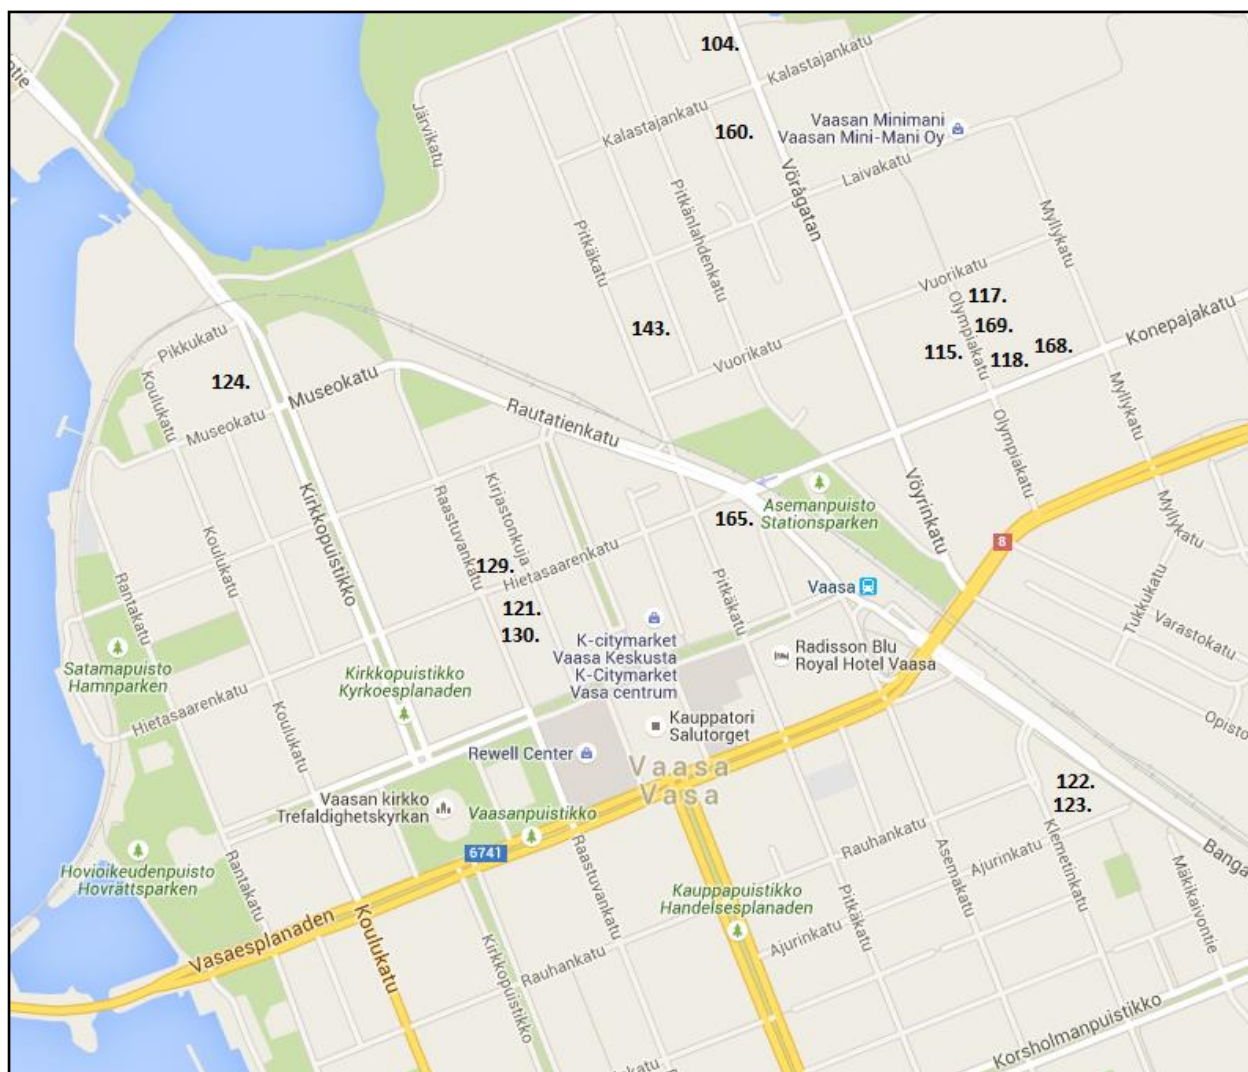 ntie
104.
Kalastajankatu
Järvikatu
Kalastajankatu
160.
Vaasan Minimani
Vaasan Mini-Mani Oy
Laivakatu
Vörågatan
Pitkänlahdenkatu
Pitkäkatu
Myllykatu
Vuorikatu
117.
Olympiakatu
169.
143.
115.
118.
168.
Konepajakatu
Pikkukatu
Vuorikatu
124.
Koulukatu
Museokatu
Museokatu
Rautatienkatu
Myllykatu
Olympiakatu
Kirkkopuistikko
Raastuvankatu
Kirjastonkuja
Asemanpuisto
Stationsparken
165.
Vöyrinkatu
Myllykatu
8
Koulukatu
129.
Hietasaarenkatu
Pitkäkatu
Vaasa
Rantakatu
121.
130.
Tukkukatu
Varastokatu
K-citymarket
Vaasa Keskusta
K-Citymarket
Vasa centrum
Radisson Blu
Royal Hotel Vaasa
Satamapuisto
Hamnparken
Kirkkopuistikko
Kyrkoesplanaden
Hietasaarenkatu
Koulukatu
Opisto
Kauppatori
Salutorget
Rewell Center
Vaasa
Vasa
122.
123.
Vaasan kirkko
Trefaldighetskyrkan
Vaasanpuistikko
Rauhankatu
Klemetinkatu
Banga
Hovioikeudenpuisto
Hovrättsparken
6741
Raastuvankatu
Asemakatu
Ajurinkatu
Mäkikaivontie
Rantakatu
Kauppapuistikko
Handelsesplanaden
Pitkäkatu
Vasaesplanaden
Koulukatu
Kirkkopuistikko
Rauhankatu
Ajurinkatu
Korsholmanpuistikko